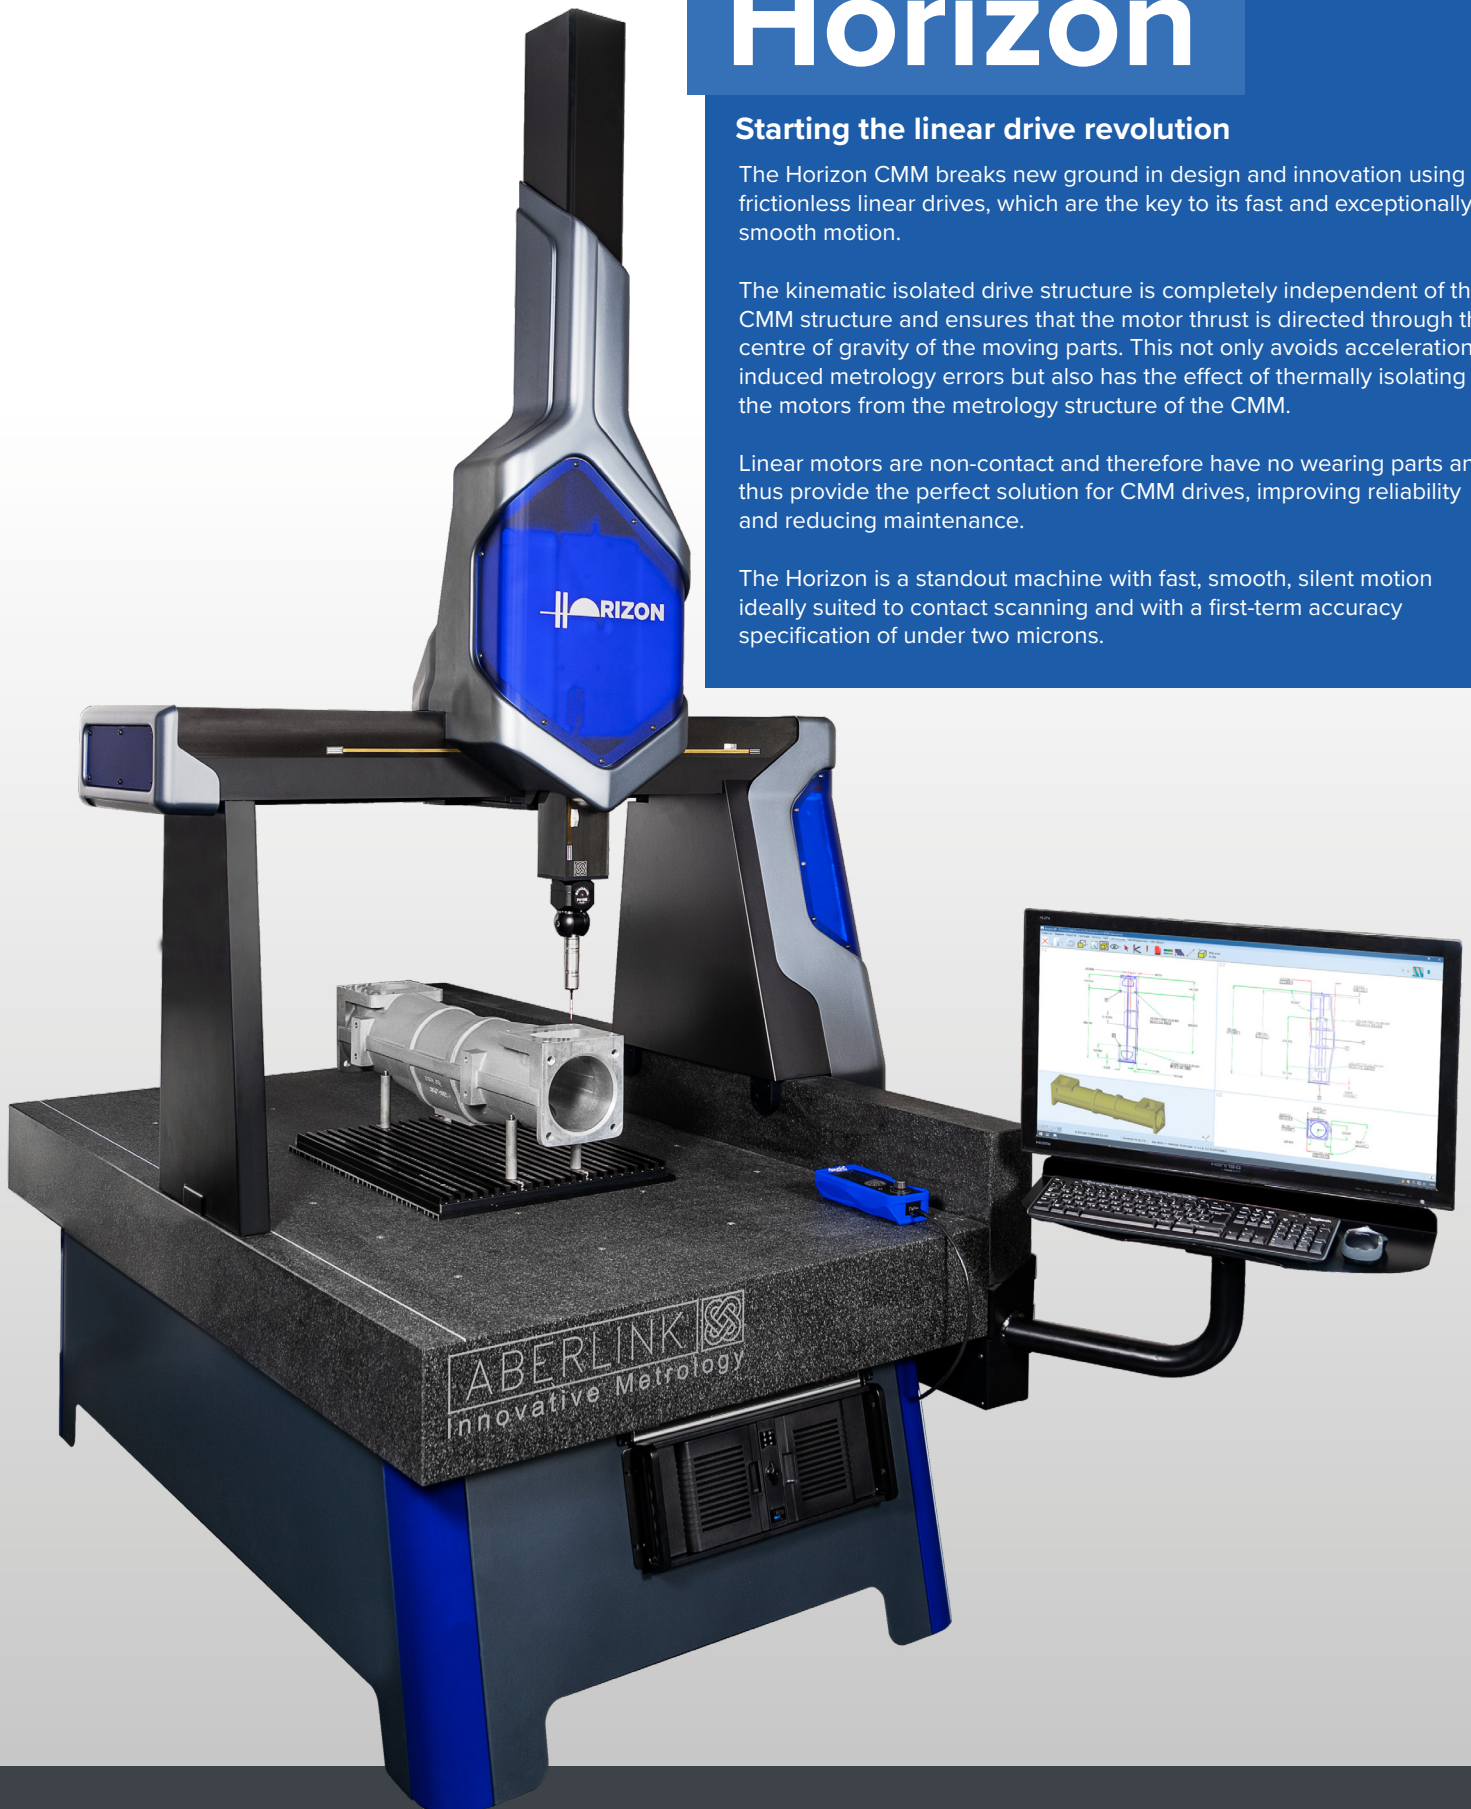 Horizon
Starting the linear drive revolution
The Horizon CMM breaks new ground in design and innovation using
frictionless linear drives, which are the key to its fast and exceptionally
smooth motion.
The kinematic isolated drive structure is completely independent of th
CMM structure and ensures that the motor thrust is directed through th
centre of gravity of the moving parts. This not only avoids acceleration
induced metrology errors but also has the effect of thermally isolating
the motors from the metrology structure of the CMM.
Linear motors are non-contact and therefore have no wearing parts an
thus provide the perfect solution for CMM drives, improving reliability
and reducing maintenance.
The Horizon is a standout machine with fast, smooth, silent motion
ideally suited to contact scanning and with a first-term accuracy
specification of under two microns.
HORIZON
ABERLINK
Innovative Metrology